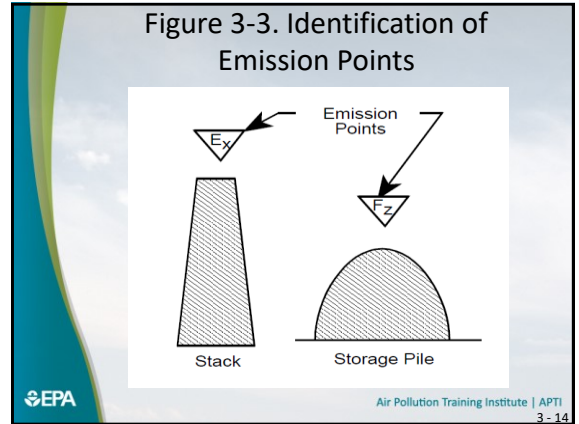 Figure 3-3. Identification of
Emission Points
Emission
Points
Ex
Fz
Stack
Storage Pile
EPA
Air Pollution Training Institute | APTI
3 - 14